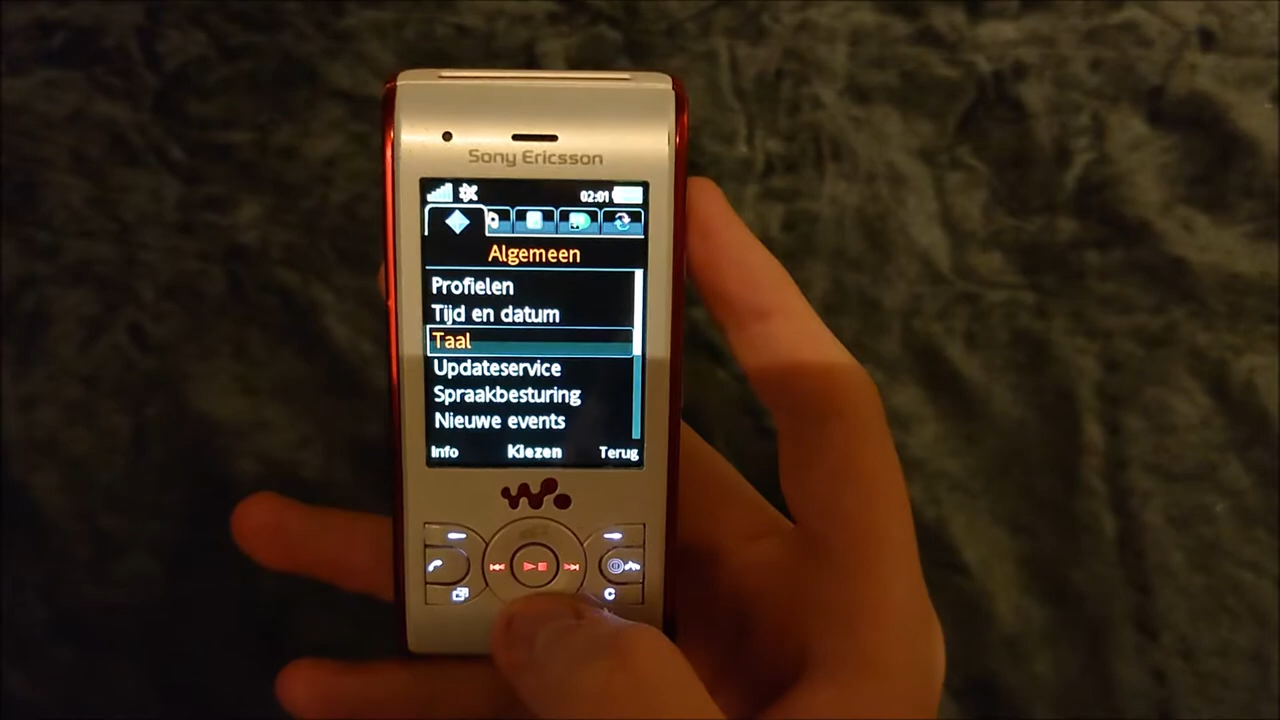 Sony Ericsson
02:01
Algemeen
Profielen
Tijd en datum
Taal
Updateservice
Spraakbesturing
Nieuwe events
Info Kiezen Terug
C